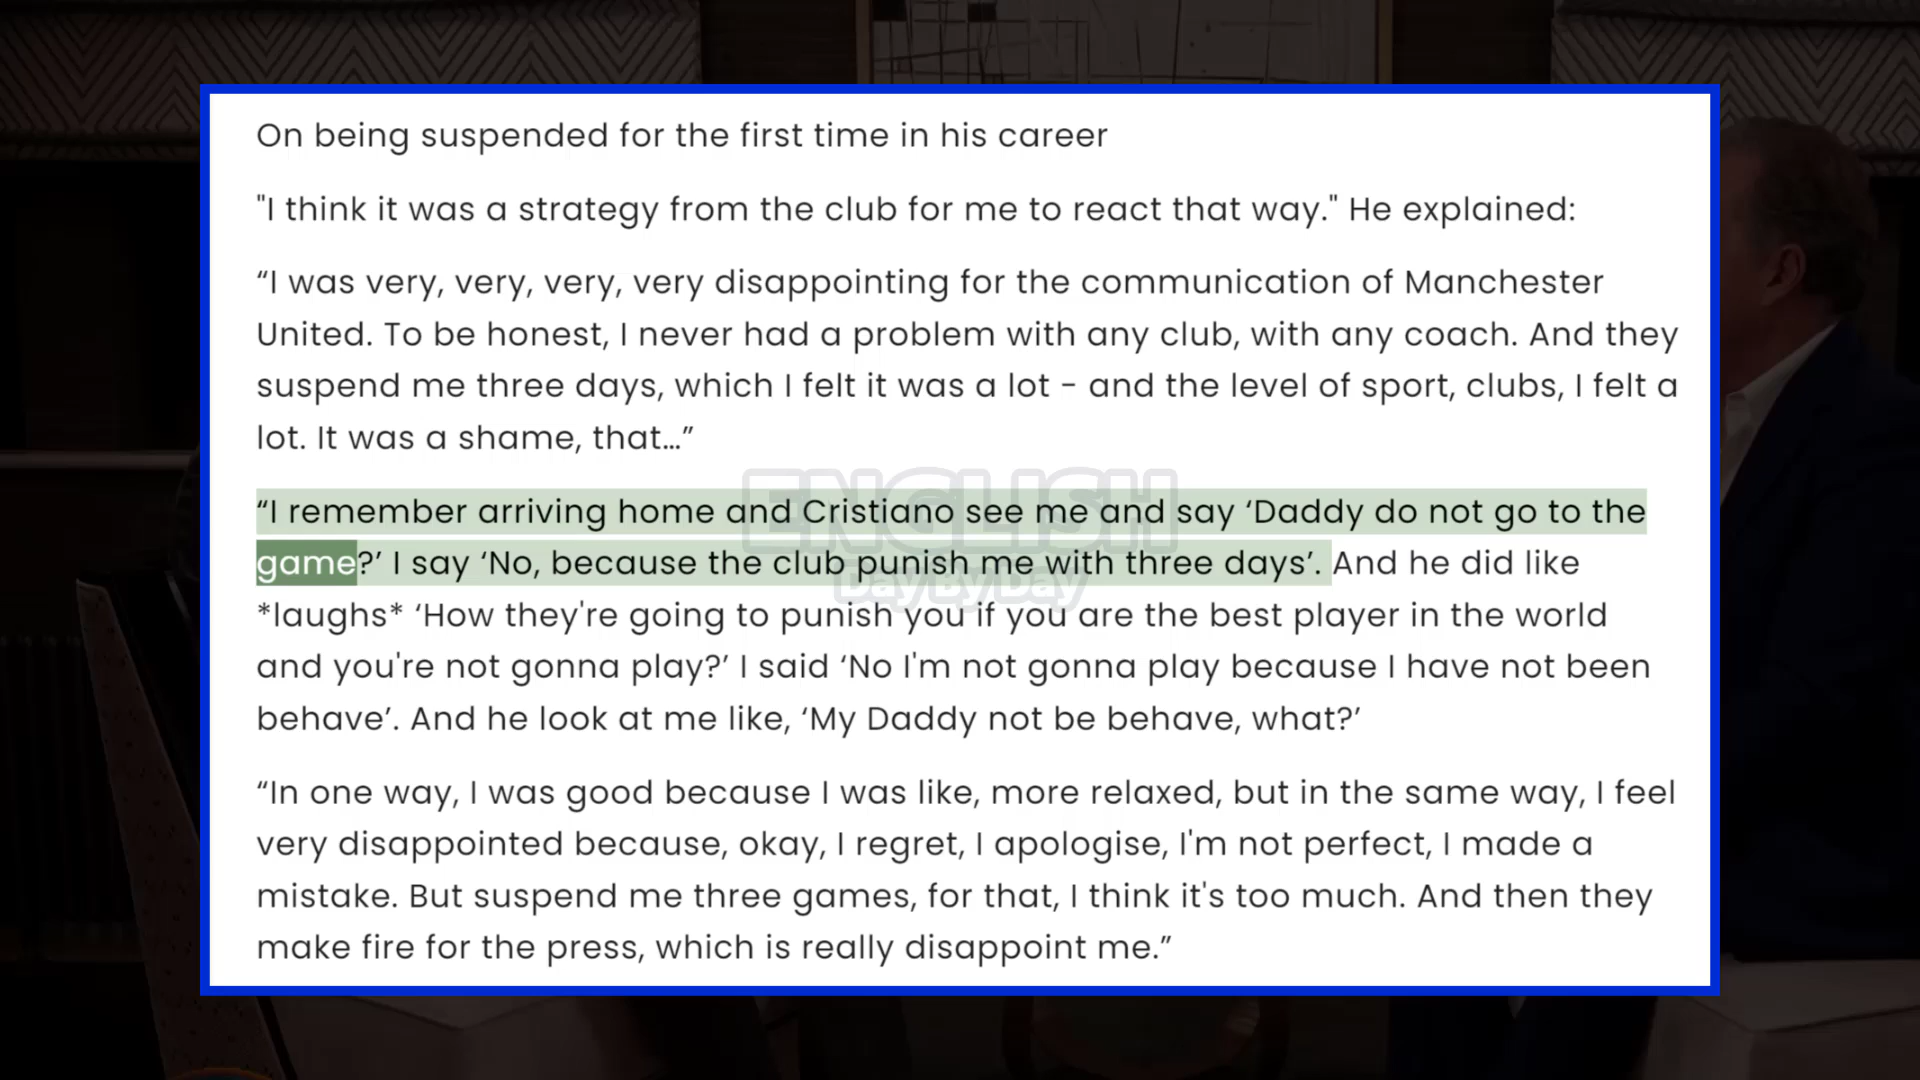 On being suspended for the first time in his career
"I think it was a strategy from the club for me to react that way." He explained:
“I was very, very, very, very disappointing for the communication of Manchester
United. To be honest, I never had a problem with any club, with any coach. And they
suspend me three days, which I felt it was a lot - and the level of sport, clubs, I felt a
lot. It was a shame, that…”
ENGLISH
“I remember arriving home and Cristiano see me and say ‘Daddy do not go to the
game?’ I say ‘No, because the club punish me with three days’. And he did like
Day By Day
*laughs* ‘How they're going to punish you if you are the best player in the world
and you're not gonna play?’ I said ‘No I'm not gonna play because I have not been
behave’. And he look at me like, ‘My Daddy not be behave, what?’
“In one way, I was good because I was like, more relaxed, but in the same way, I feel
very disappointed because, okay, I regret, I apologise, I'm not perfect, I made a
mistake. But suspend me three games, for that, I think it's too much. And then they
make fire for the press, which is really disappoint me.”